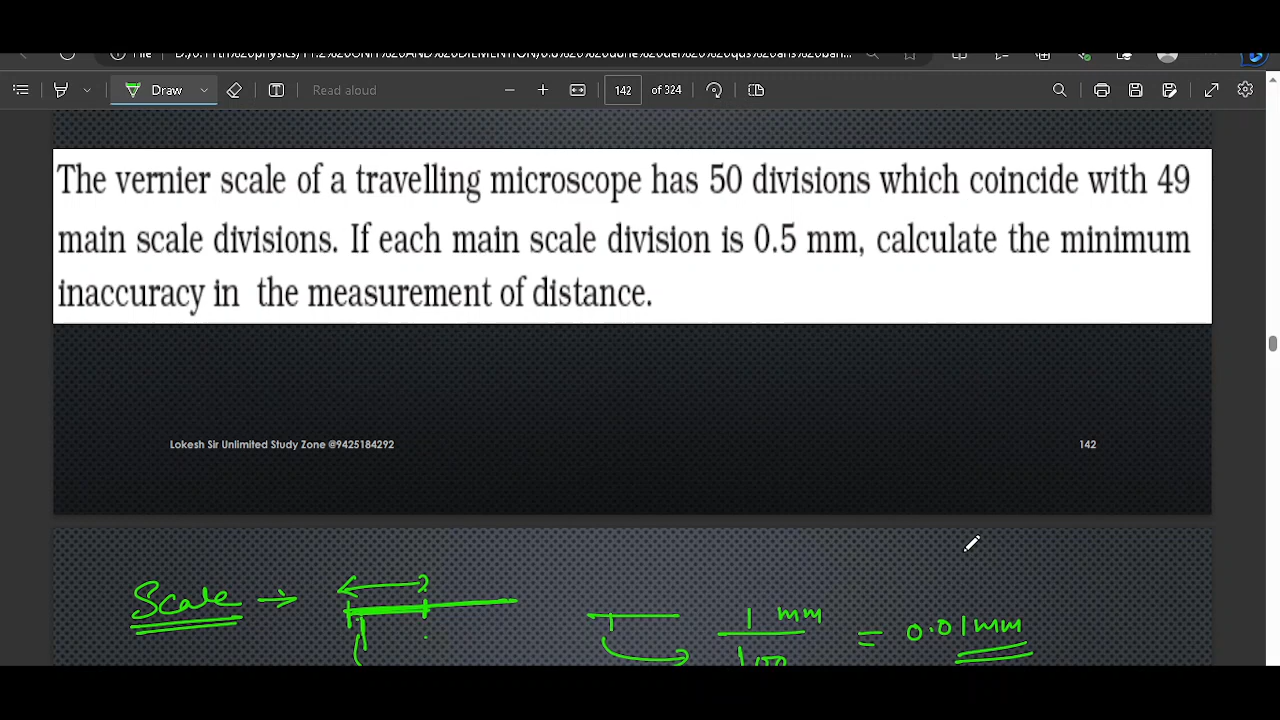 Draw
Read aloud
142 of 324
The vernier scale of a travelling microscope has 50 divisions which coincide with 49
main scale divisions. If each main scale division is 0.5 mm, calculate the minimum
inaccuracy in the measurement of distance.
Lokesh Sir Unlimited Study Zone @9425184292
142
Scale →
1 mm
100
= 0.01mm